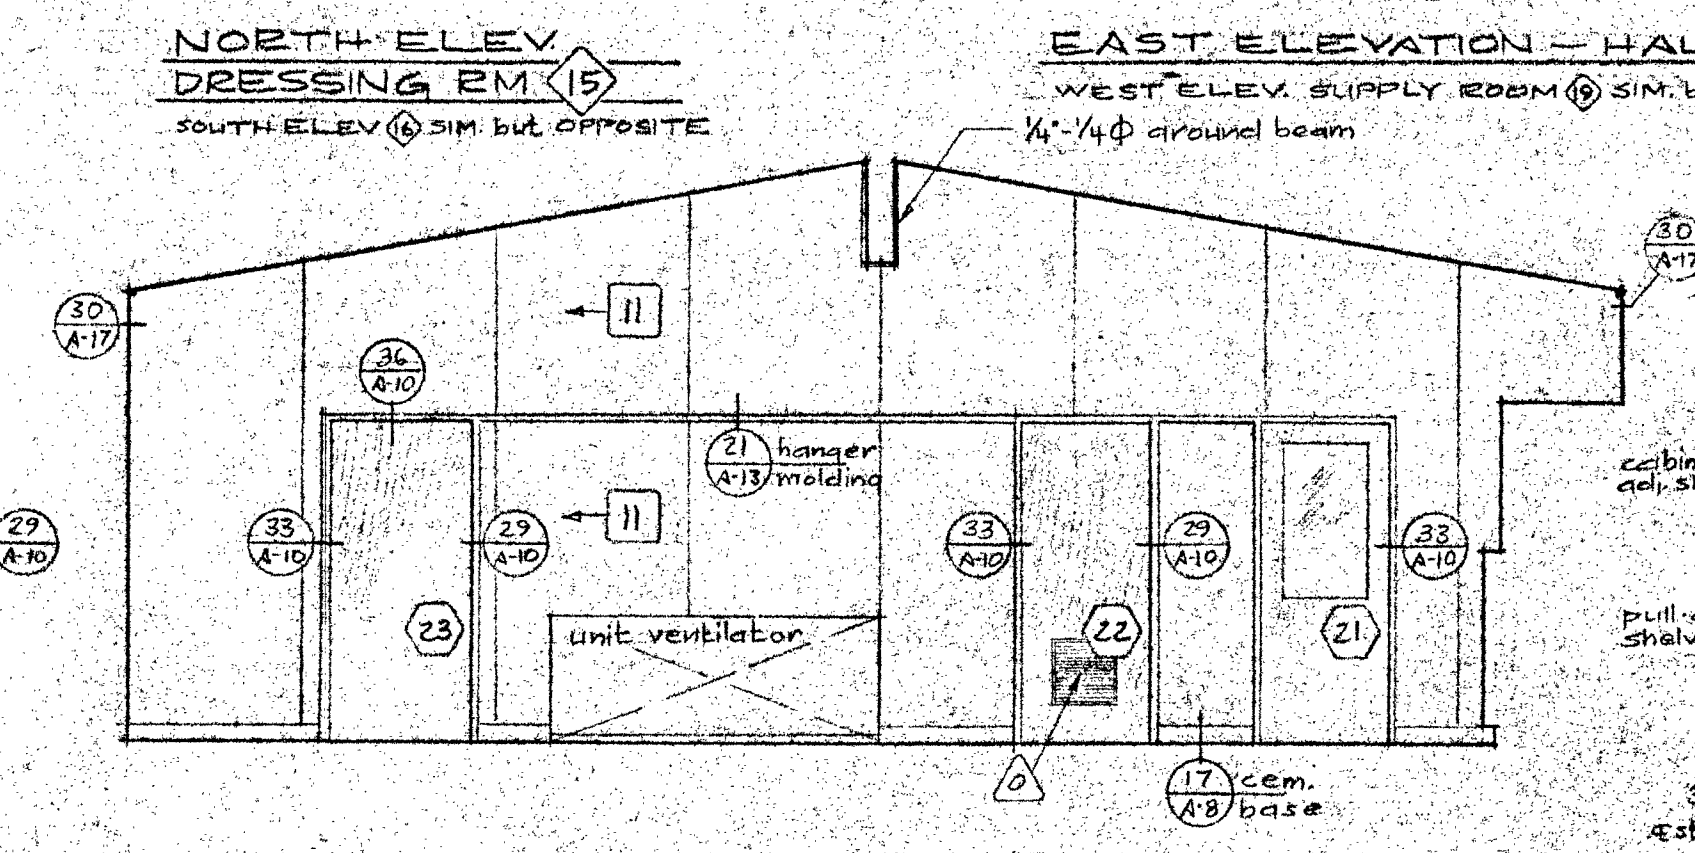 NORTH ELEV.
DRESSING RM 15
SOUTH ELEV 16 SIM. but OPPOSITE
EAST ELEVATION – HAL
WEST ELEV. SUPPLY ROOM 19 SIM. b
1/4"-1/4Φ around beam
30
A-17
30
A-17
11
36
A-10
21 hanger
A-13 molding
cabin
adj. sh
29
A-10
33
A-10
29
A-10
11
33
A-10
29
A-10
33
A-10
23
unit ventilator
22
21
pull-
shelv
0
17 cem.
A-8 base